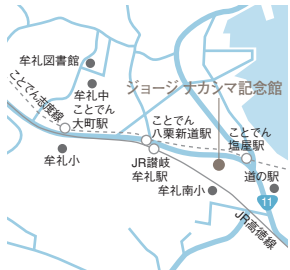 牟礼図書館
牟礼中
ことでん志度線
ことでん
大町駅
ジョージ ナカシマ記念館
ことでん
八栗新道駅
ことでん
塩屋駅
牟礼小
JR讃岐
牟礼駅
牟礼南小
道の駅
11
JR高徳線